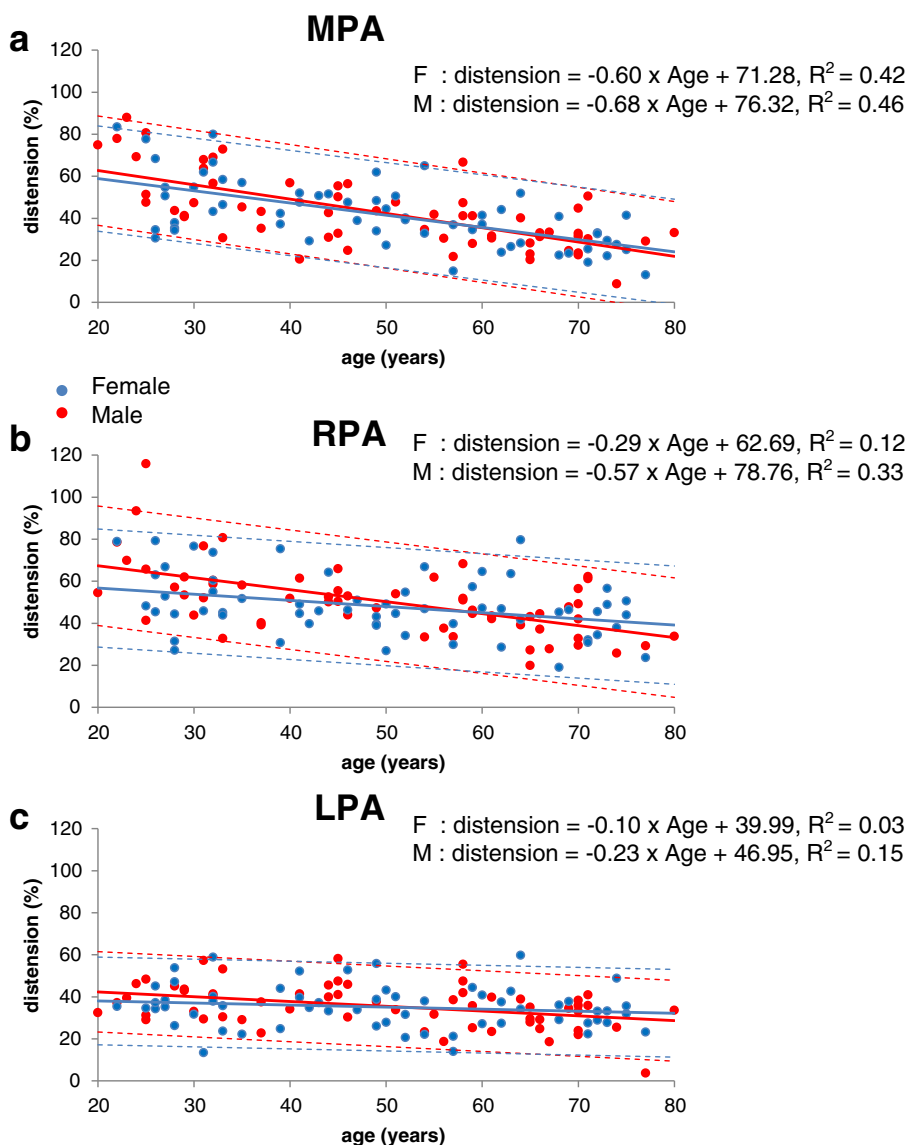 a MPA
F : distension = -0.60 x Age + 71.28, R² = 0.42
M : distension = -0.68 x Age + 76.32, R² = 0.46
distension (%)
120
100
80
60
40
20
0
20 30 40 50 60 70 80
age (years)
Female
Male
b RPA
F : distension = -0.29 x Age + 62.69, R² = 0.12
M : distension = -0.57 x Age + 78.76, R² = 0.33
distension (%)
120
100
80
60
40
20
0
20 30 40 50 60 70 80
age (years)
c LPA
F : distension = -0.10 x Age + 39.99, R² = 0.03
M : distension = -0.23 x Age + 46.95, R² = 0.15
distension (%)
120
100
80
60
40
20
0
20 30 40 50 60 70 80
age (years)